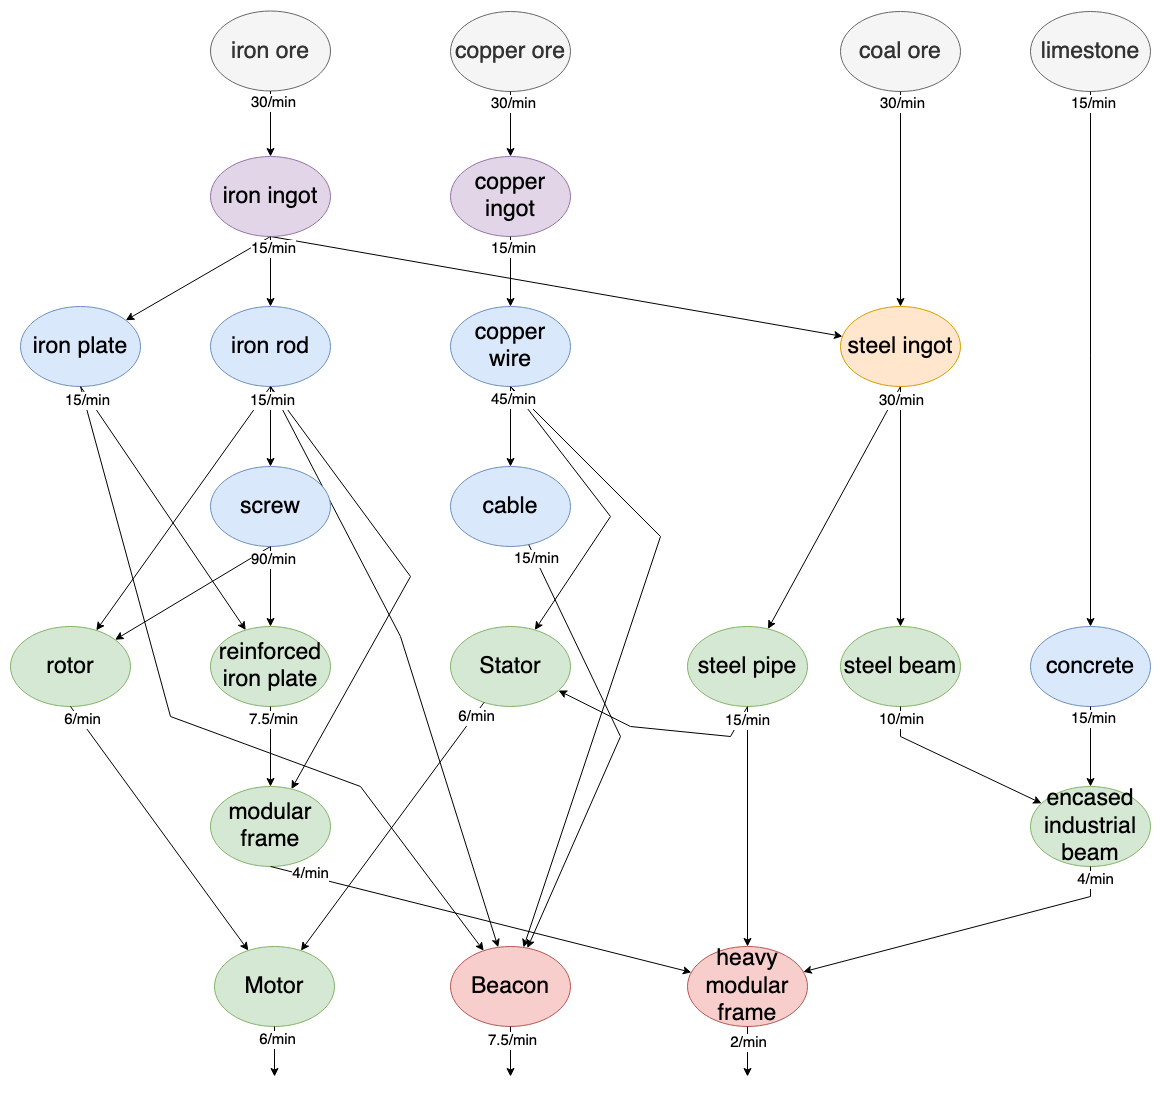 iron ore
copper ore
coal ore
limestone
30/min
30/min
30/min
15/min
iron ingot
copper
ingot
15/min
15/min
iron plate
iron rod
copper
wire
steel ingot
15/min
15/min
45/min
30/min
screw
cable
90/min
15/min
rotor
reinforced
iron plate
Stator
steel pipe
steel beam
concrete
6/min
7.5/min
6/min
15/min
10/min
15/min
modular
frame
encased
industrial
beam
4/min
4/min
Motor
Beacon
heavy
modular
frame
6/min
7.5/min
2/min